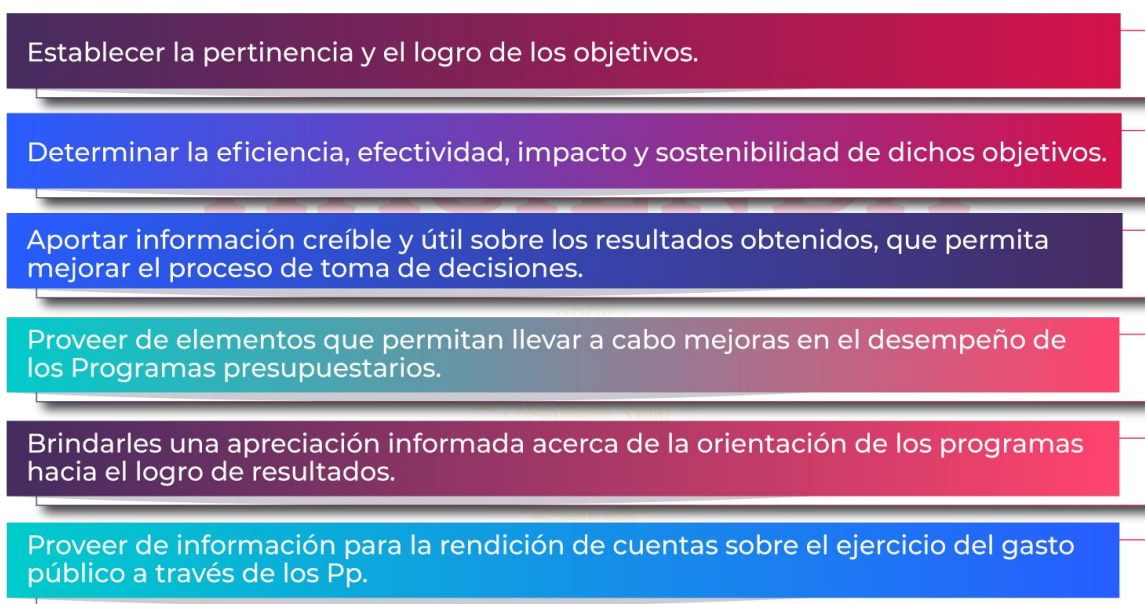 Establecer la pertinencia y el logro de los objetivos.
Determinar la eficiencia, efectividad, impacto y sostenibilidad de dichos objetivos.
Aportar información creíble y útil sobre los resultados obtenidos, que permita
mejorar el proceso de toma de decisiones.
Proveer de elementos que permitan llevar a cabo mejoras en el desempeño de
los Programas presupuestarios.
Brindarles una apreciación informada acerca de la orientación de los programas
hacia el logro de resultados.
Proveer de información para la rendición de cuentas sobre el ejercicio del gasto
público a través de los Pp.